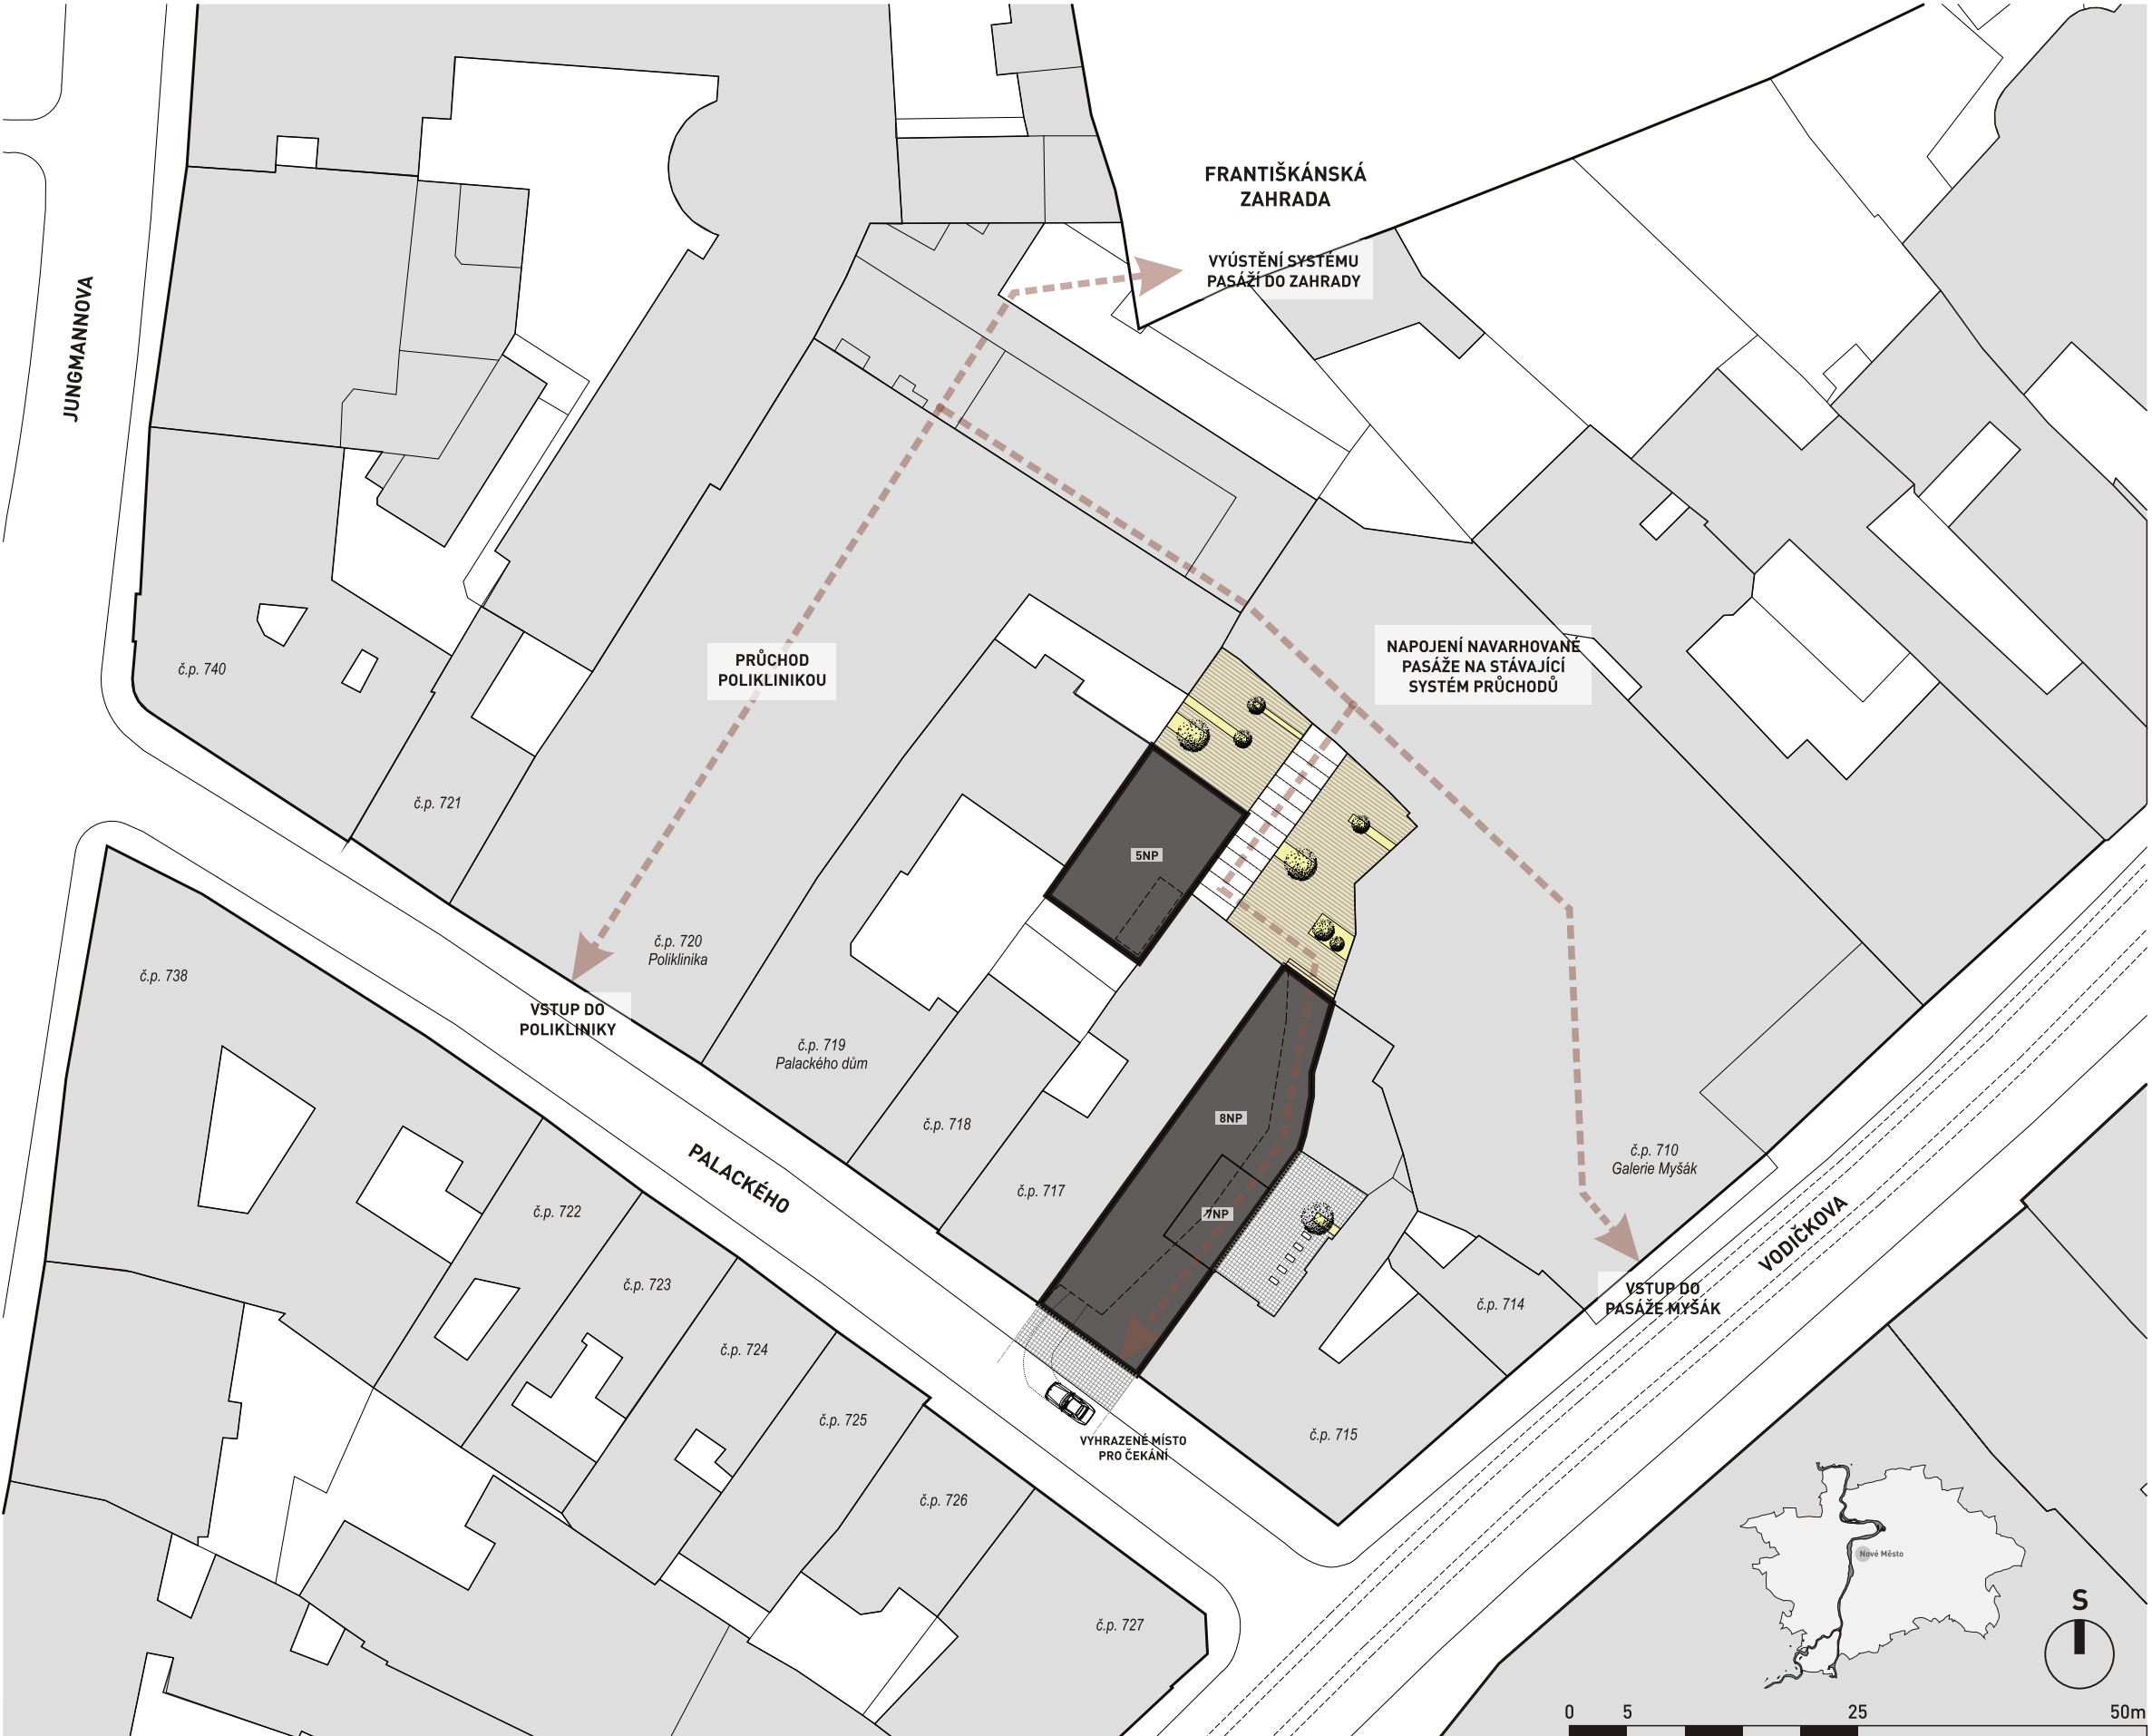 FRANTIŠKÁNSKÁ
ZAHRADA
VYÚSTĚNÍ SYSTÉMU
PASÁŽÍ DO ZAHRADY
JUNGMANNOVA
PRŮCHOD
POLIKLINIKOU
NAPOJENÍ NAVARHOVANÉ
PASÁŽE NA STÁVAJÍCÍ
SYSTÉM PRŮCHODŮ
č.p. 740
č.p. 721
5NP
č.p. 720
Poliklinika
č.p. 738
VSTUP DO
POLIKLINIKY
č.p. 719
Palackého dům
č.p. 718
8NP
PALACKÉHO
č.p. 717
č.p. 710
Galerie Myšák
7NP
č.p. 722
VODIČKOVA
č.p. 723
č.p. 714
VSTUP DO
PASÁŽE MYŠÁK
č.p. 724
č.p. 725
č.p. 715
VYHRAZENÉ MÍSTO
PRO ČEKÁNÍ
č.p. 726
Nové Město
č.p. 727
S
0 5 25 50m